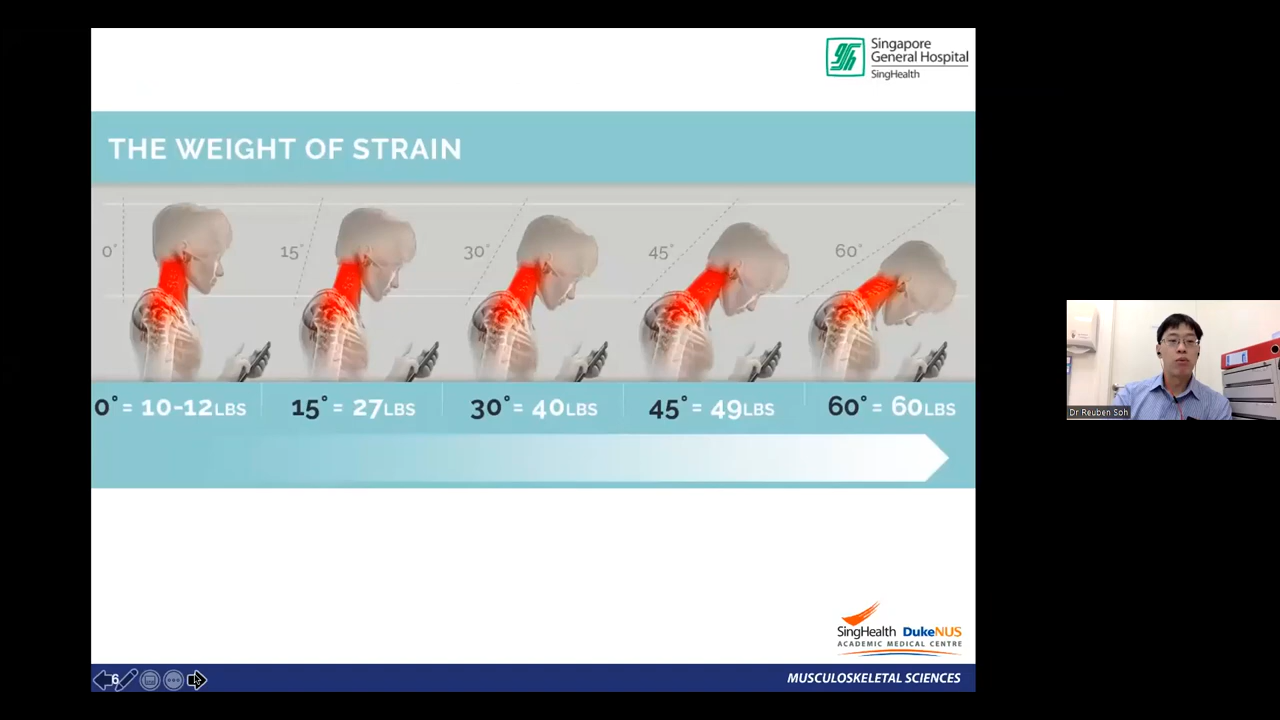 Singapore
General Hospital
SingHealth
THE WEIGHT OF STRAIN
0° 15° 30° 45° 60°
0° = 10-12LBS 15° = 27LBS 30° = 40LBS 45° = 49LBS 60° = 60LBS
Dr Reuben Soh
SingHealth DukeNUS
ACADEMIC MEDICAL CENTRE
6
MUSCULOSKELETAL SCIENCES